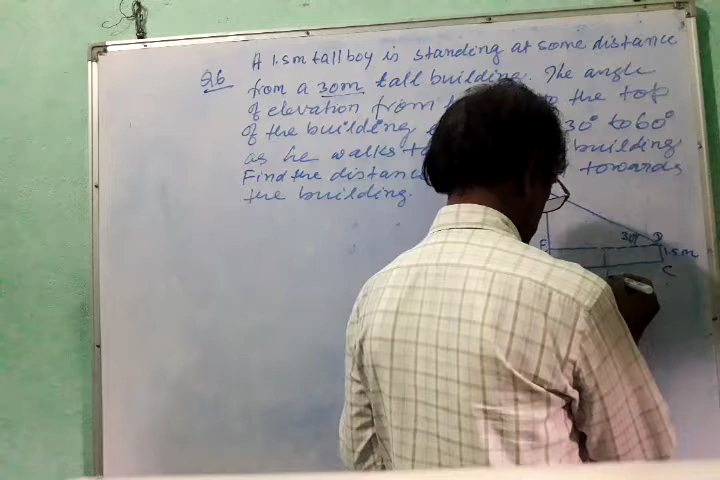 Q.6 A 1.5m tall boy is standing at some distance
from a 30m tall building. The angle
of elevation from to the top
of the building 30° to 60°
as he walks building
Find the distanc towards
the building.
30° D
E 1.5m
C